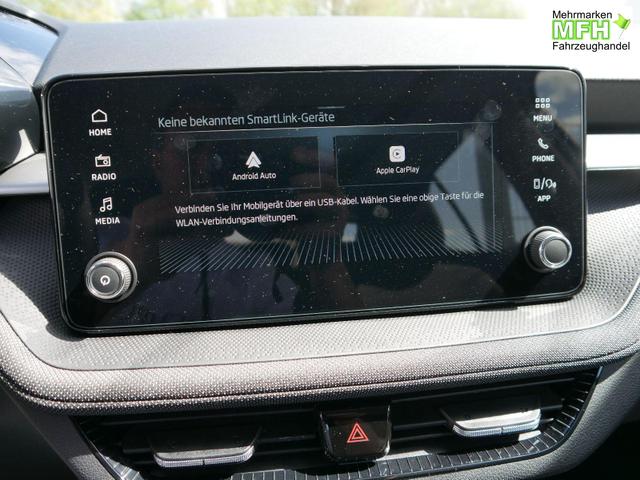 Mehrmarken
MFH
Fahrzeughandel
HOME
RADIO
MEDIA
Keine bekannten SmartLink-Geräte
Android Auto
Apple CarPlay
Verbinden Sie Ihr Mobilgerät über ein USB-Kabel. Wählen Sie eine obige Taste für die
WLAN-Verbindungsanleitungen.
MENU
PHONE
APP